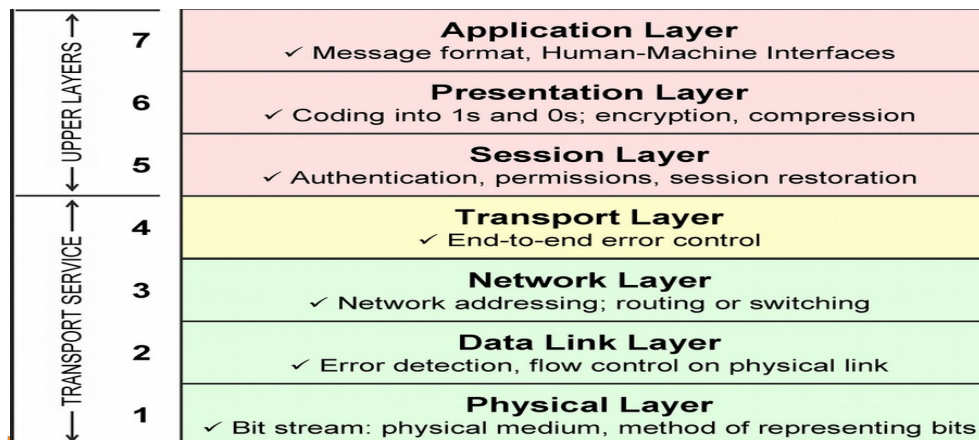 7
Application Layer
✓ Message format, Human-Machine Interfaces
6
Presentation Layer
✓ Coding into 1s and 0s; encryption, compression
5
Session Layer
✓ Authentication, permissions, session restoration
UPPER LAYERS
4
Transport Layer
✓ End-to-end error control
3
Network Layer
✓ Network addressing; routing or switching
2
Data Link Layer
✓ Error detection, flow control on physical link
1
Physical Layer
✓ Bit stream: physical medium, method of representing bits
TRANSPORT SERVICE